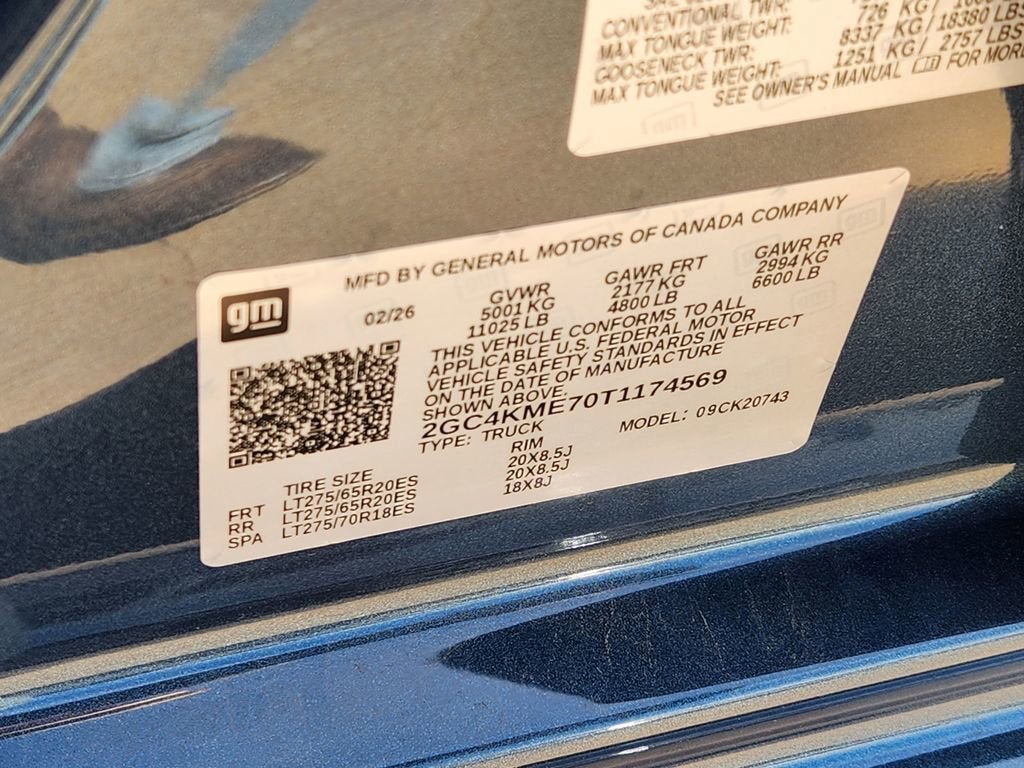 CONVENTIONAL TWR:
MAX TONGUE WEIGHT: 726 KG /
GOOSENECK TWR: 8337 KG / 18380 LBS
MAX TONGUE WEIGHT: 1251 KG / 2757 LBS
SEE OWNER'S MANUAL FOR MORE
MFD BY GENERAL MOTORS OF CANADA COMPANY
gm
02/26
GVWR
5001 KG
11025 LB
GAWR FRT
2177 KG
4800 LB
GAWR RR
2994 KG
6600 LB
THIS VEHICLE CONFORMS TO ALL
APPLICABLE U.S. FEDERAL MOTOR
VEHICLE SAFETY STANDARDS IN EFFECT
ON THE DATE OF MANUFACTURE
SHOWN ABOVE.
2GC4KME70T1174569
TYPE: TRUCK
MODEL: 09CK20743
TIRE SIZE RIM
FRT LT275/65R20ES 20X8.5J
RR LT275/65R20ES 20X8.5J
SPA LT275/70R18ES 18X8J